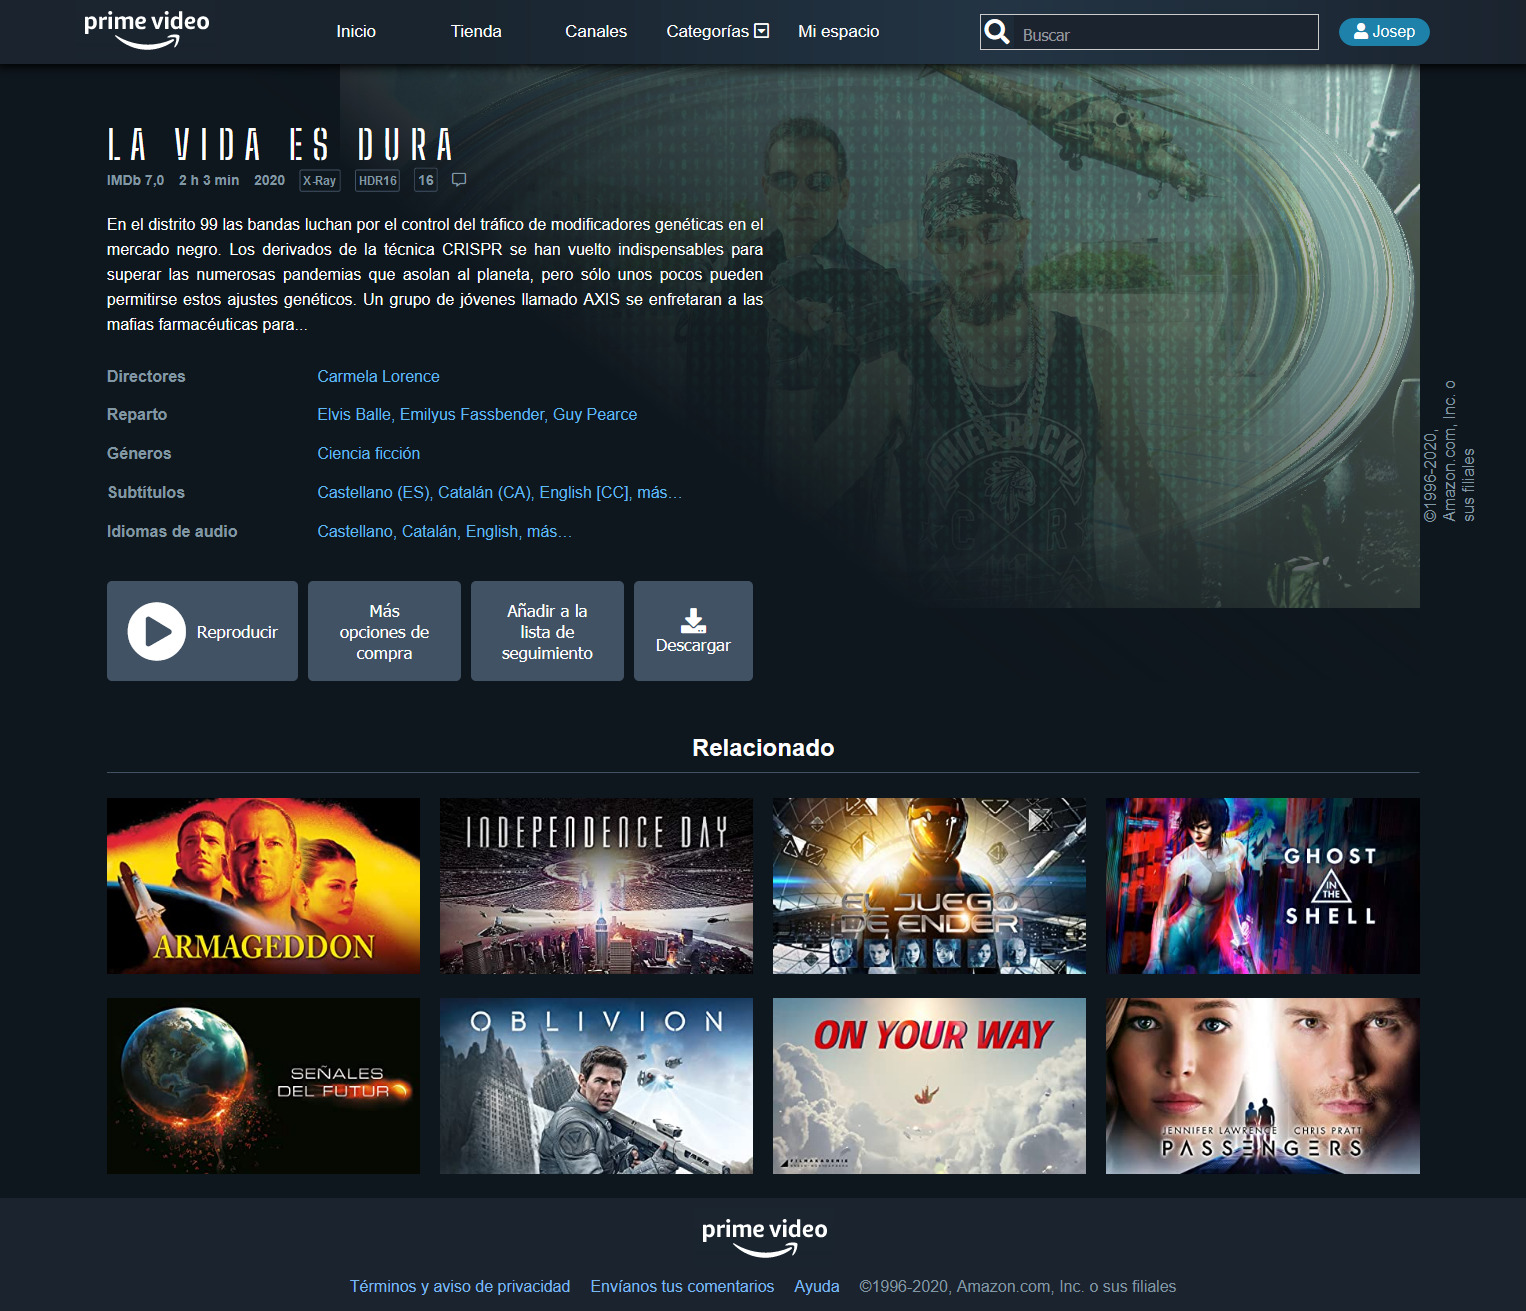 prime video
Inicio
Tienda
Canales
Categorías
Mi espacio
Buscar
Josep
LA VIDA ES DURA
IMDb 7,0 2 h 3 min 2020 X-Ray HDR16 16
En el distrito 99 las bandas luchan por el control del tráfico de modificadores genéticas en el
mercado negro. Los derivados de la técnica CRISPR se han vuelto indispensables para
superar las numerosas pandemias que asolan al planeta, pero sólo unos pocos pueden
permitirse estos ajustes genéticos. Un grupo de jóvenes llamado AXIS se enfretaran a las
mafias farmacéuticas para...
Directores Carmela Lorence
Reparto Elvis Balle, Emilyus Fassbender, Guy Pearce
Géneros Ciencia ficción
Subtítulos Castellano (ES), Catalán (CA), English [CC], más…
Idiomas de audio Castellano, Catalán, English, más…
©1996-2020,
Amazon.com, Inc. o
sus filiales
Reproducir
Más
opciones de
compra
Añadir a la
lista de
seguimiento
Descargar
Relacionado
ARMAGEDDON
INDEPENDENCE DAY
EL JUEGO
DE ENDER
GHOST
IN
THE
SHELL
SEÑALES
DEL FUTURO
OBLIVION
ON YOUR WAY
FILMAKADEMIE
JENNIFER LAWRENCE CHRIS PRATT
PASSENGERS
prime video
Términos y aviso de privacidad Envíanos tus comentarios Ayuda ©1996-2020, Amazon.com, Inc. o sus filiales